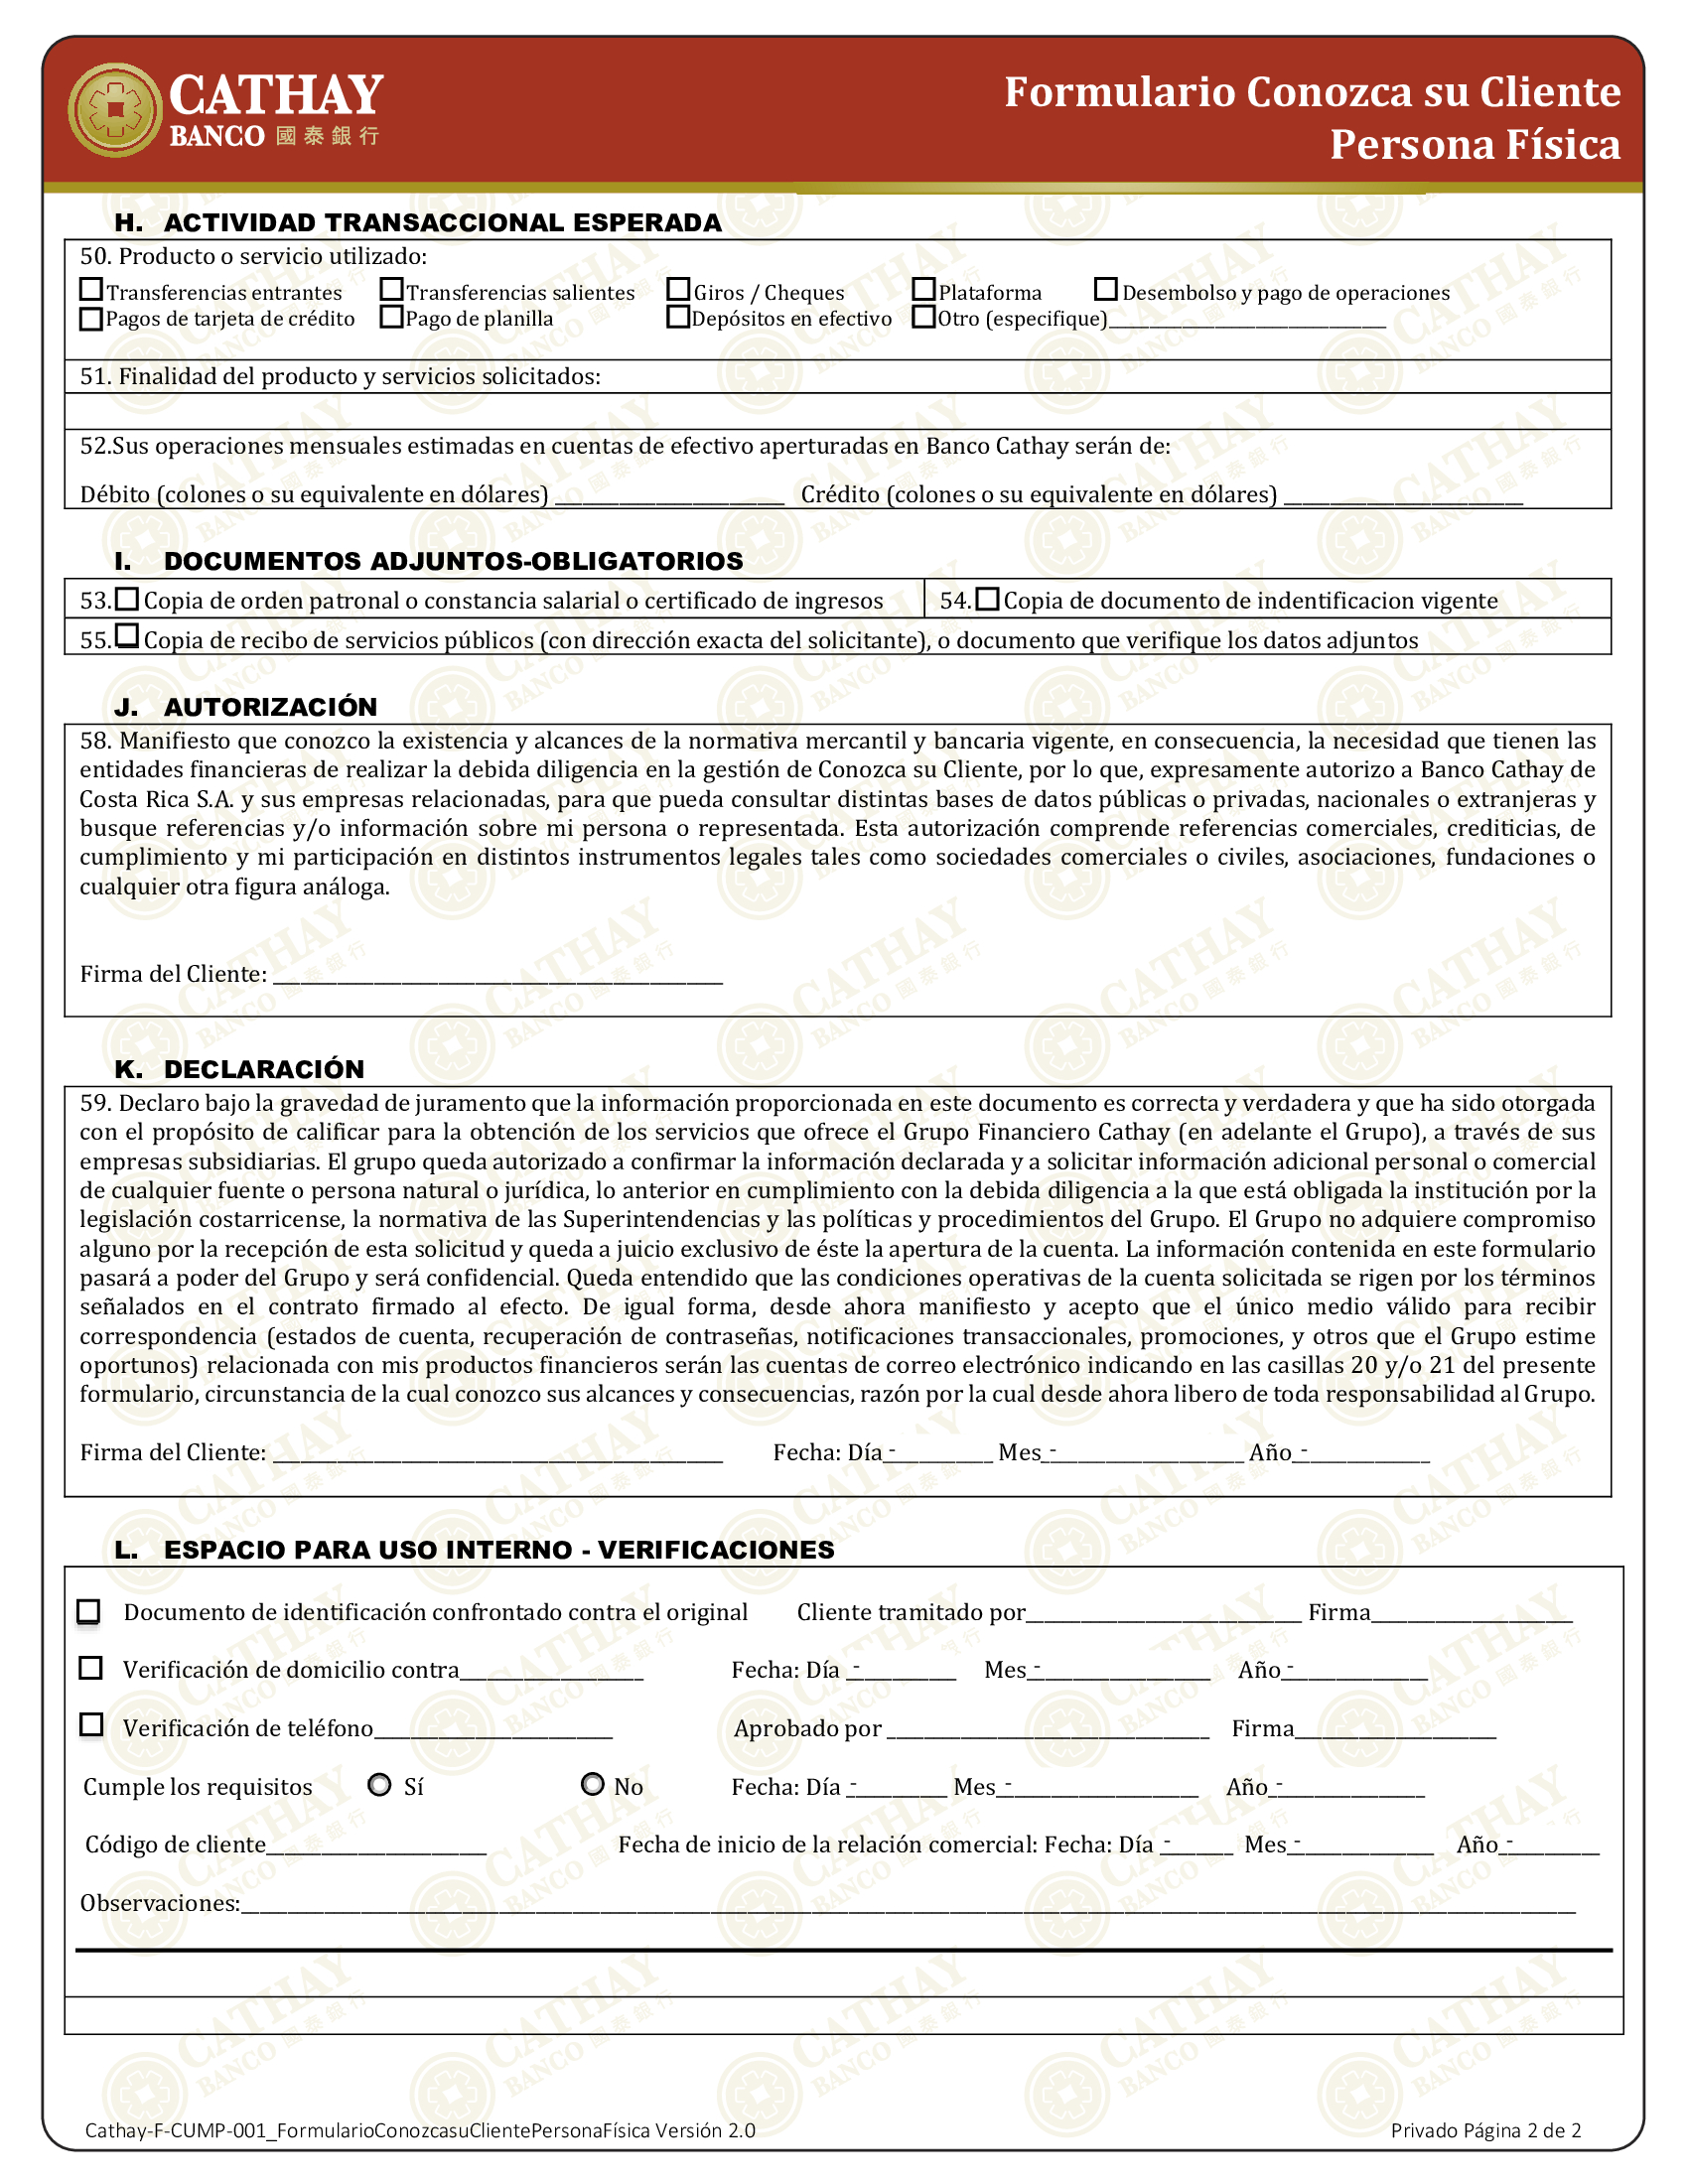 CATHAY
BANCO 國泰銀行
Formulario Conozca su Cliente
Persona Física
H. ACTIVIDAD TRANSACCIONAL ESPERADA
50. Producto o servicio utilizado:
Transferencias entrantes Transferencias salientes Giros / Cheques Plataforma Desembolso y pago de operaciones
Pagos de tarjeta de crédito Pago de planilla Depósitos en efectivo Otro (especifique)_______________
51. Finalidad del producto y servicios solicitados:
52.Sus operaciones mensuales estimadas en cuentas de efectivo aperturadas en Banco Cathay serán de:
Débito (colones o su equivalente en dólares) _______________ Crédito (colones o su equivalente en dólares) _______________
I. DOCUMENTOS ADJUNTOS-OBLIGATORIOS
53. Copia de orden patronal o constancia salarial o certificado de ingresos 54. Copia de documento de indentificacion vigente
55. Copia de recibo de servicios públicos (con dirección exacta del solicitante), o documento que verifique los datos adjuntos
J. AUTORIZACIÓN
58. Manifiesto que conozco la existencia y alcances de la normativa mercantil y bancaria vigente, en consecuencia, la necesidad que tienen las
entidades financieras de realizar la debida diligencia en la gestión de Conozca su Cliente, por lo que, expresamente autorizo a Banco Cathay de
Costa Rica S.A. y sus empresas relacionadas, para que pueda consultar distintas bases de datos públicas o privadas, nacionales o extranjeras y
busque referencias y/o información sobre mi persona o representada. Esta autorización comprende referencias comerciales, crediticias, de
cumplimiento y mi participación en distintos instrumentos legales tales como sociedades comerciales o civiles, asociaciones, fundaciones o
cualquier otra figura análoga.
Firma del Cliente: _______________
K. DECLARACIÓN
59. Declaro bajo la gravedad de juramento que la información proporcionada en este documento es correcta y verdadera y que ha sido otorgada
con el propósito de calificar para la obtención de los servicios que ofrece el Grupo Financiero Cathay (en adelante el Grupo), a través de sus
empresas subsidiarias. El grupo queda autorizado a confirmar la información declarada y a solicitar información adicional personal o comercial
de cualquier fuente o persona natural o jurídica, lo anterior en cumplimiento con la debida diligencia a la que está obligada la institución por la
legislación costarricense, la normativa de las Superintendencias y las políticas y procedimientos del Grupo. El Grupo no adquiere compromiso
alguno por la recepción de esta solicitud y queda a juicio exclusivo de éste la apertura de la cuenta. La información contenida en este formulario
pasará a poder del Grupo y será confidencial. Queda entendido que las condiciones operativas de la cuenta solicitada se rigen por los términos
señalados en el contrato firmado al efecto. De igual forma, desde ahora manifiesto y acepto que el único medio válido para recibir
correspondencia (estados de cuenta, recuperación de contraseñas, notificaciones transaccionales, promociones, y otros que el Grupo estime
oportunos) relacionada con mis productos financieros serán las cuentas de correo electrónico indicando en las casillas 20 y/o 21 del presente
formulario, circunstancia de la cual conozco sus alcances y consecuencias, razón por la cual desde ahora libero de toda responsabilidad al Grupo.
Firma del Cliente: _______________ Fecha: Día - _______ Mes - _______ Año - _______
L. ESPACIO PARA USO INTERNO - VERIFICACIONES
Documento de identificación confrontado contra el original Cliente tramitado por_______________ Firma_______________
Verificación de domicilio contra_______________ Fecha: Día - _______ Mes - _______ Año - _______
Verificación de teléfono_______________ Aprobado por _______________ Firma_______________
Cumple los requisitos Sí No Fecha: Día - _______ Mes - _______ Año - _______
Código de cliente_______________ Fecha de inicio de la relación comercial: Fecha: Día - _______ Mes - _______ Año - _______
Observaciones:_______________
Cathay-F-CUMP-001_FormularioConozcasuClientePersonaFísica Versión 2.0 Privado Página 2 de 2